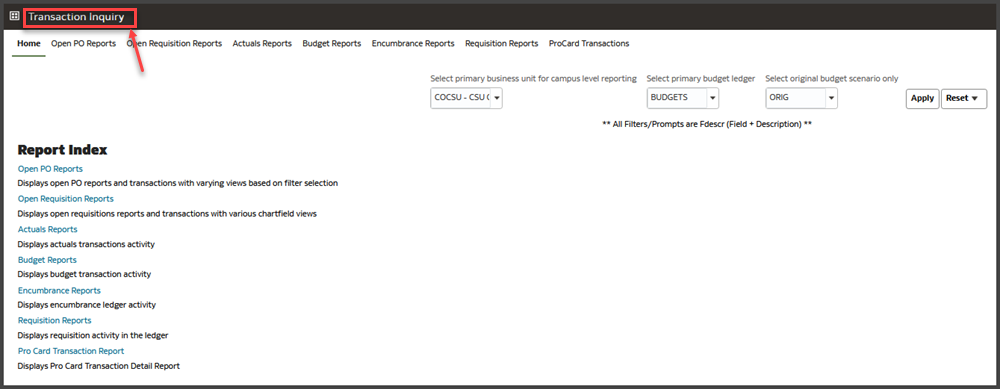 Transaction Inquiry
Home Open PO Reports Open Requisition Reports Actuals Reports Budget Reports Encumbrance Reports Requisition Reports ProCard Transactions
Select primary business unit for campus level reporting Select primary budget ledger Select original budget scenario only
COCSU - CSU BUDGETS ORIG Apply Reset
** All Filters/Prompts are Fdescr (Field + Description) **
Report Index
Open PO Reports
Displays open PO reports and transactions with varying views based on filter selection
Open Requisition Reports
Displays open requisitions reports and transactions with various chartfield views
Actuals Reports
Displays actuals transactions activity
Budget Reports
Displays budget transaction activity
Encumbrance Reports
Displays encumbrance ledger activity
Requisition Reports
Displays requisition activity in the ledger
Pro Card Transaction Report
Displays Pro Card Transaction Detail Report